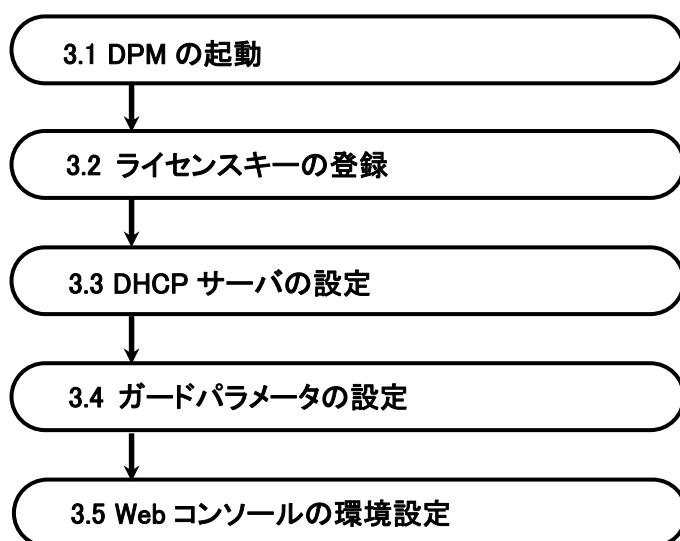 3.1 DPM の起動
3.2 ライセンスキーの登録
3.3 DHCP サーバの設定
3.4 ガードパラメータの設定
3.5 Web コンソールの環境設定